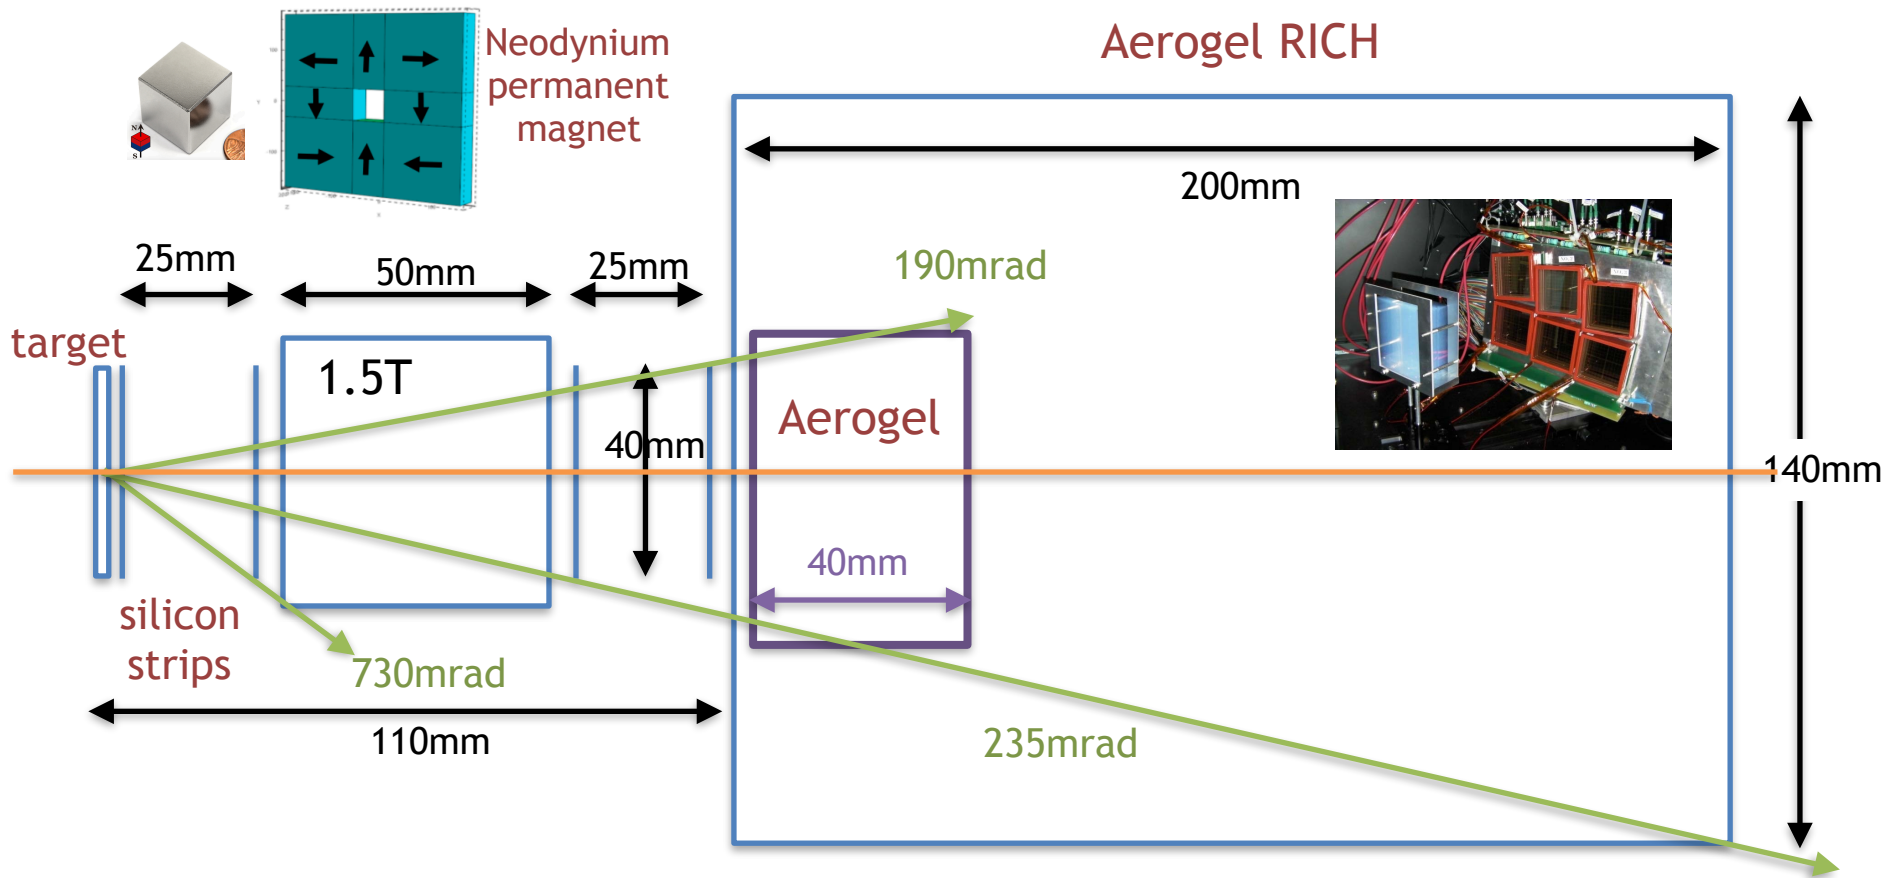 Neodynium
permanent
magnet
Aerogel RICH
N
S
200mm
25mm
50mm
25mm
190mrad
target
1.5T
Aerogel
40mm
140mm
40mm
silicon
strips
730mrad
110mm
235mrad